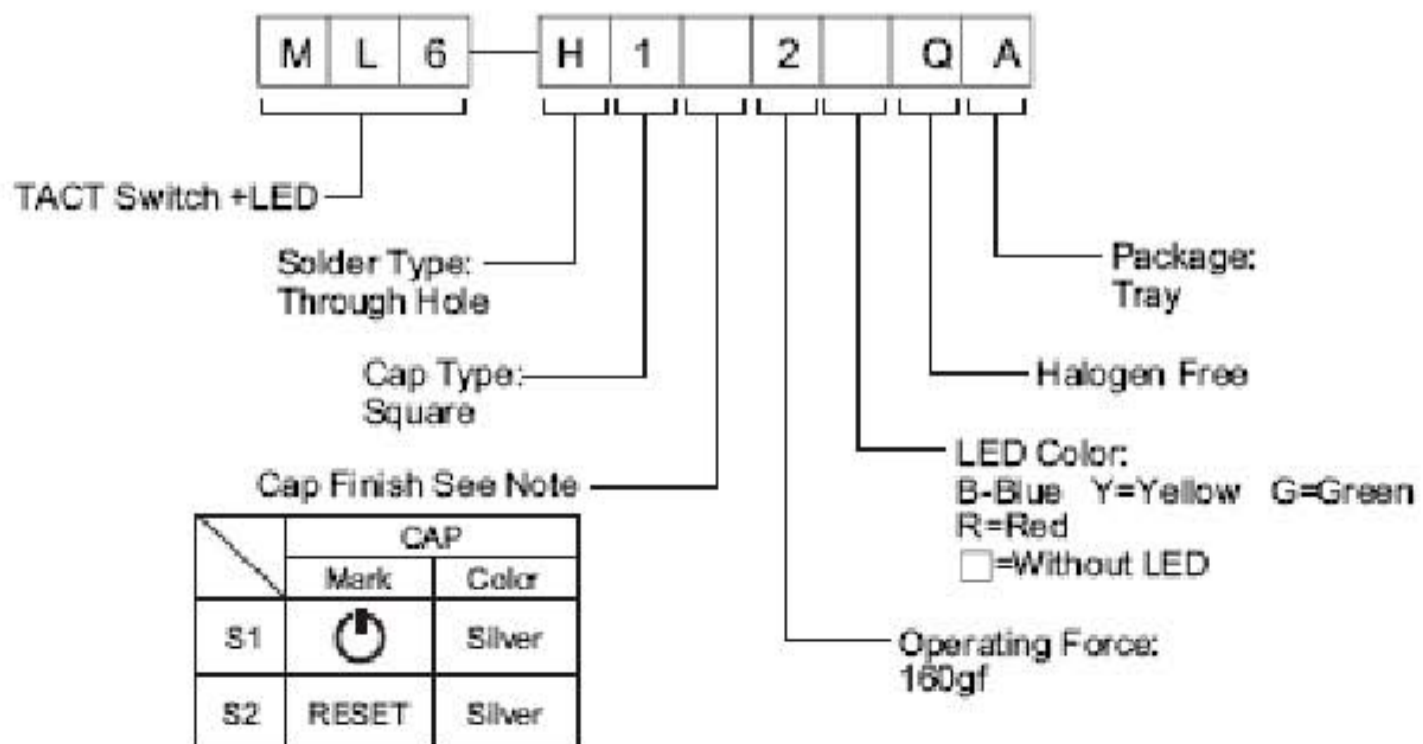 M L 6 H 1 2 Q A
TACT Switch +LED
Solder Type:
Through Hole
Package:
Tray
Cap Type:
Square
Halogen Free
Cap Finish See Note
LED Color:
B-Blue Y=Yellow G=Green
R=Red
□=Without LED
CAP
Mark Color
S1 Silver
S2 RESET Silver
Operating Force:
160gf